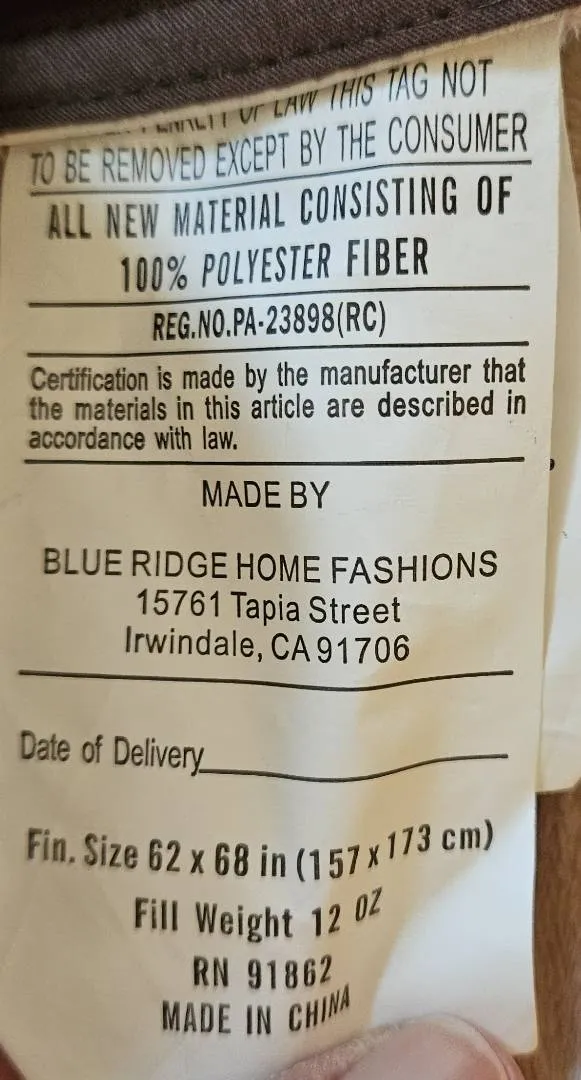 PENALTY OF LAW THIS TAG NOT
TO BE REMOVED EXCEPT BY THE CONSUMER
ALL NEW MATERIAL CONSISTING OF
100% POLYESTER FIBER
REG.NO.PA-23898(RC)
Certification is made by the manufacturer that
the materials in this article are described in
accordance with law.
MADE BY
BLUE RIDGE HOME FASHIONS
15761 Tapia Street
Irwindale, CA 91706
Date of Delivery
Fin. Size 62 x 68 in (157 x 173 cm)
Fill Weight 12 OZ
RN 91862
MADE IN CHINA